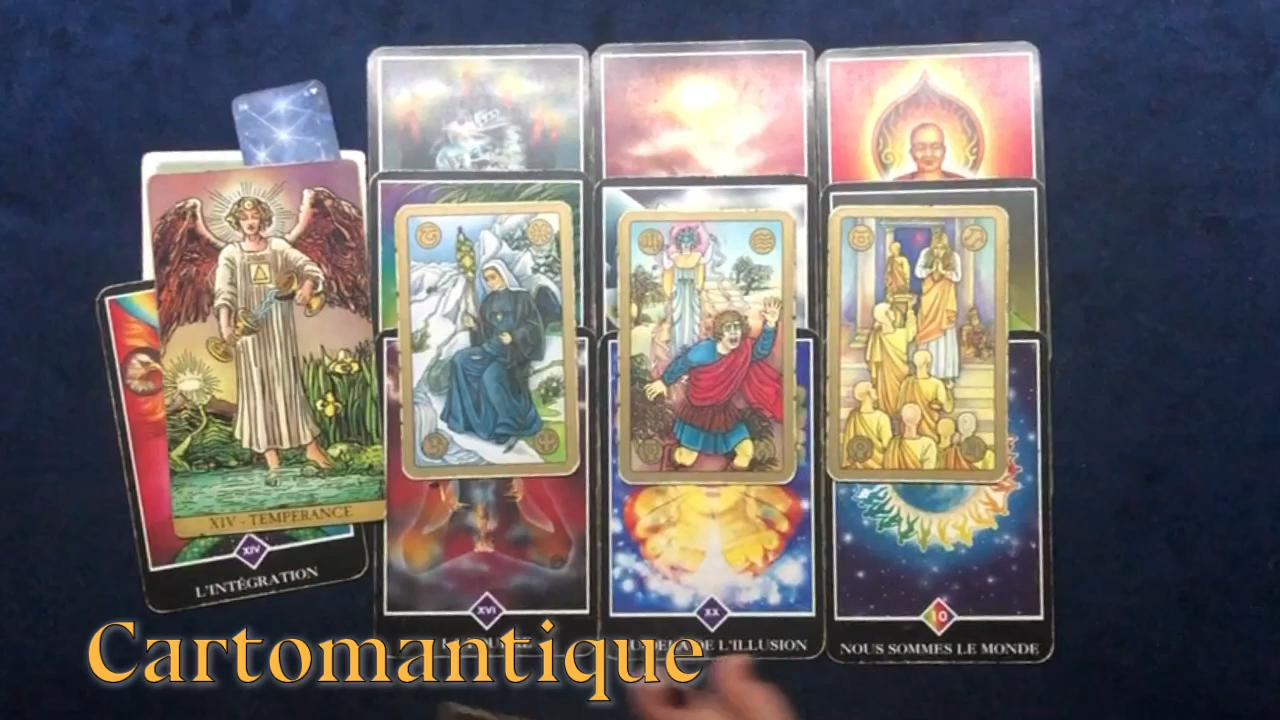 XIV - TEMPERANCE
XIV
L'INTÉGRATION
XVI
XX
DE L'ILLUSION
10
NOUS SOMMES LE MONDE
Cartomantique